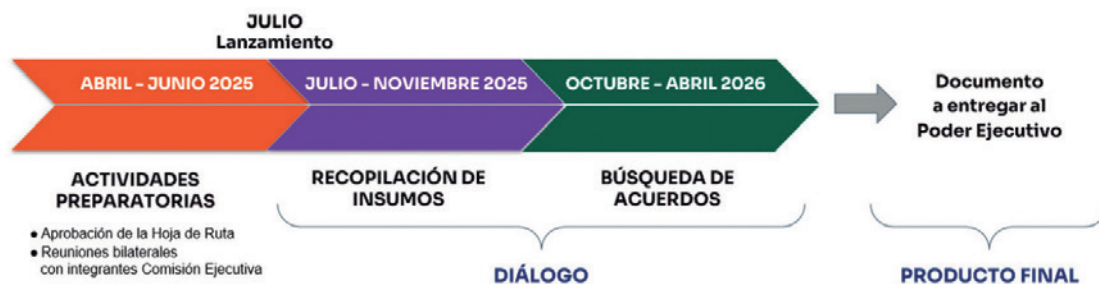 JULIO
Lanzamiento
ABRIL – JUNIO 2025
JULIO – NOVIEMBRE 2025
OCTUBRE – ABRIL 2026
Documento
a entregar al
Poder Ejecutivo
ACTIVIDADES
PREPARATORIAS
● Aprobación de la Hoja de Ruta
● Reuniones bilaterales
con integrantes Comisión Ejecutiva
RECOPILACIÓN DE
INSUMOS
BÚSQUEDA DE
ACUERDOS
DIÁLOGO
PRODUCTO FINAL